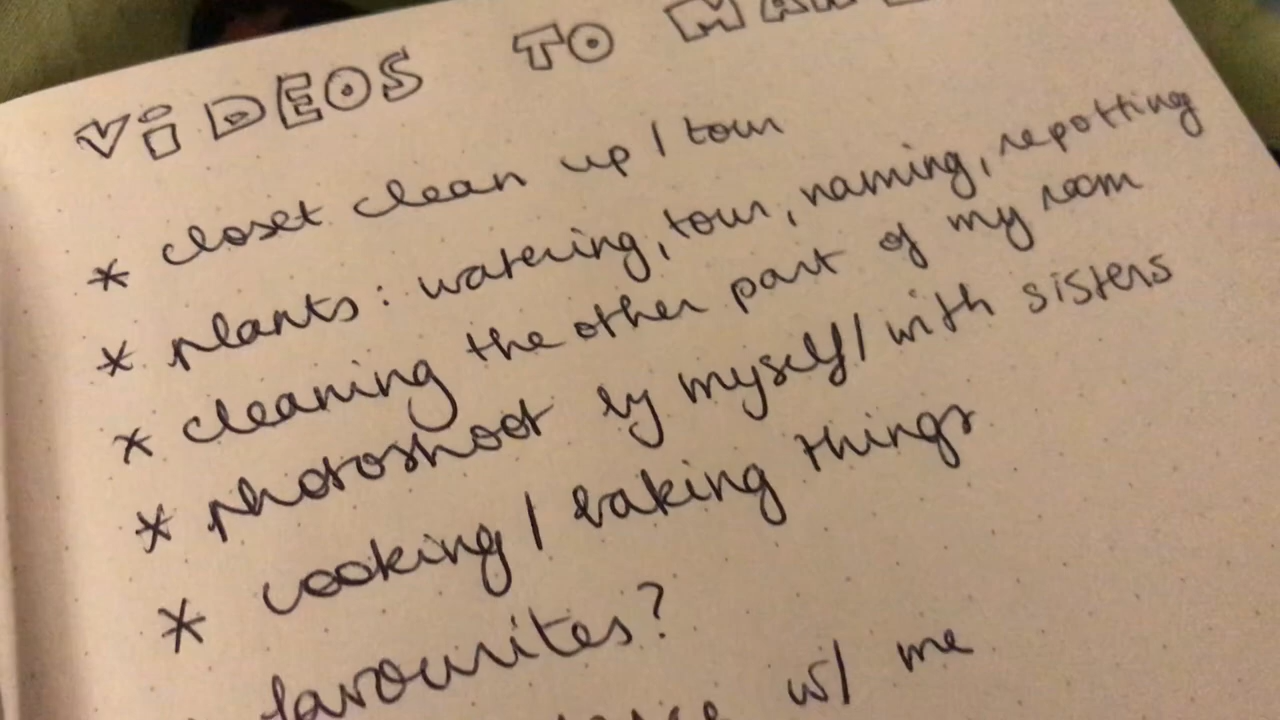 ViDEOS TO MAKE
* closet clean up / tour
* plants: watering, tour, naming, repotting
* cleaning the other part of my room
* photoshoot by myself / with sisters
* cooking / baking things
favourites?
w/ me